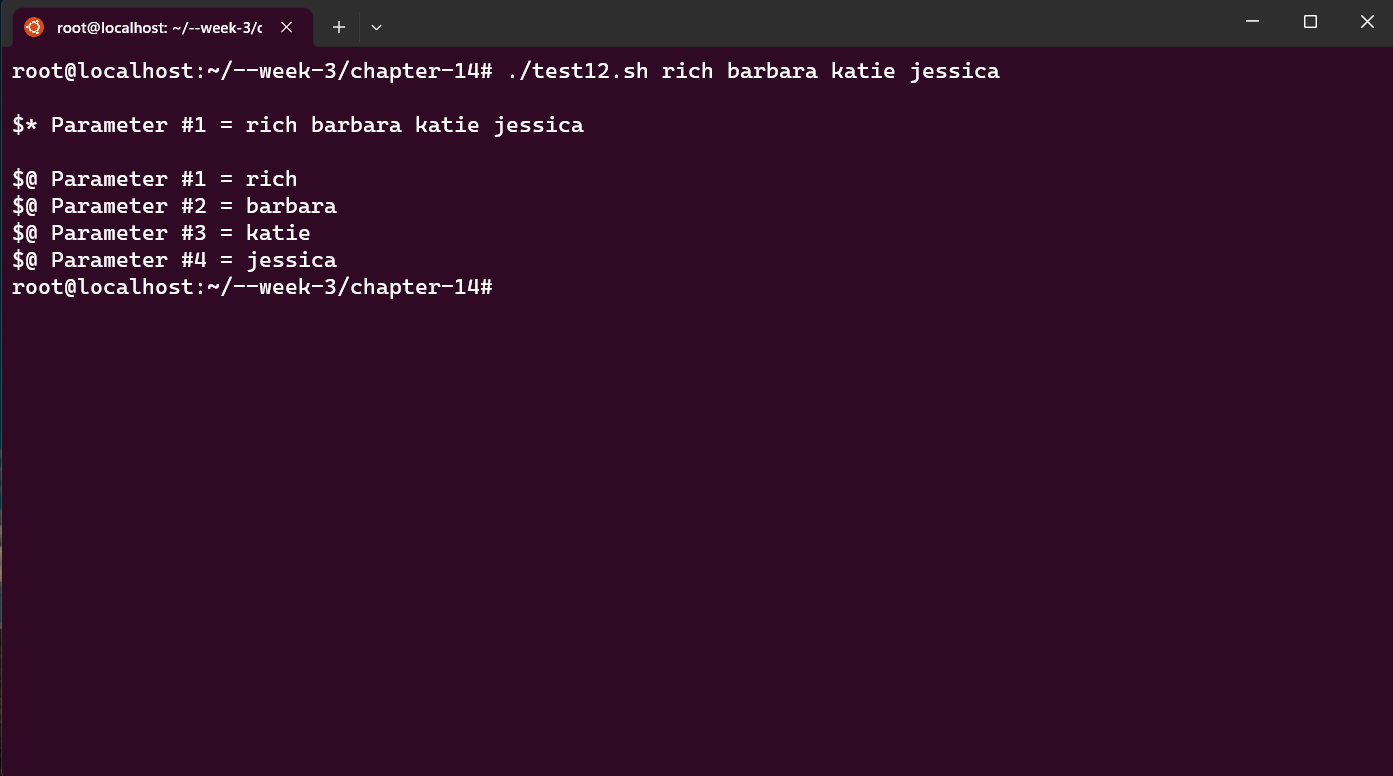 root@localhost: ~/--week-3/c
root@localhost:~/--week-3/chapter-14# ./test12.sh rich barbara katie jessica
$* Parameter #1 = rich barbara katie jessica
$@ Parameter #1 = rich
$@ Parameter #2 = barbara
$@ Parameter #3 = katie
$@ Parameter #4 = jessica
root@localhost:~/--week-3/chapter-14#